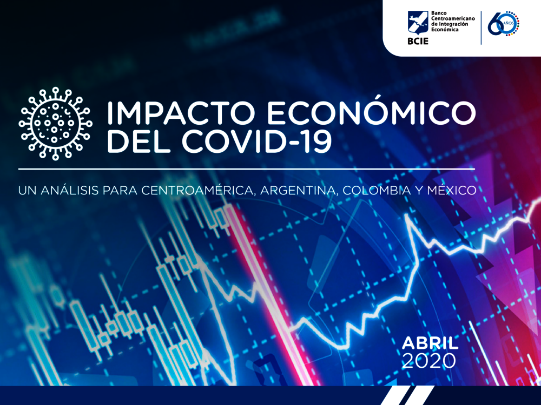 Banco
Centroamericano
de Integración
Económica
BCIE
60
AÑOS
IMPACTO ECONÓMICO
DEL COVID-19
UN ANÁLISIS PARA CENTROAMÉRICA, ARGENTINA, COLOMBIA Y MÉXICO
ABRIL
2020